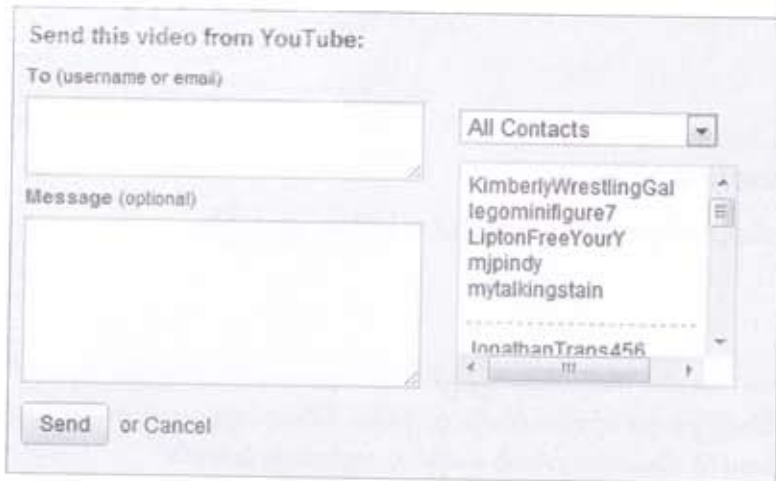 Send this video from YouTube:
To (username or email)
All Contacts
KimberlyWrestlingGal
legominifigure7
LiptonFreeYourY
mjpindy
mytalkingstain
JonathanTrans456
Message (optional)
Send or Cancel